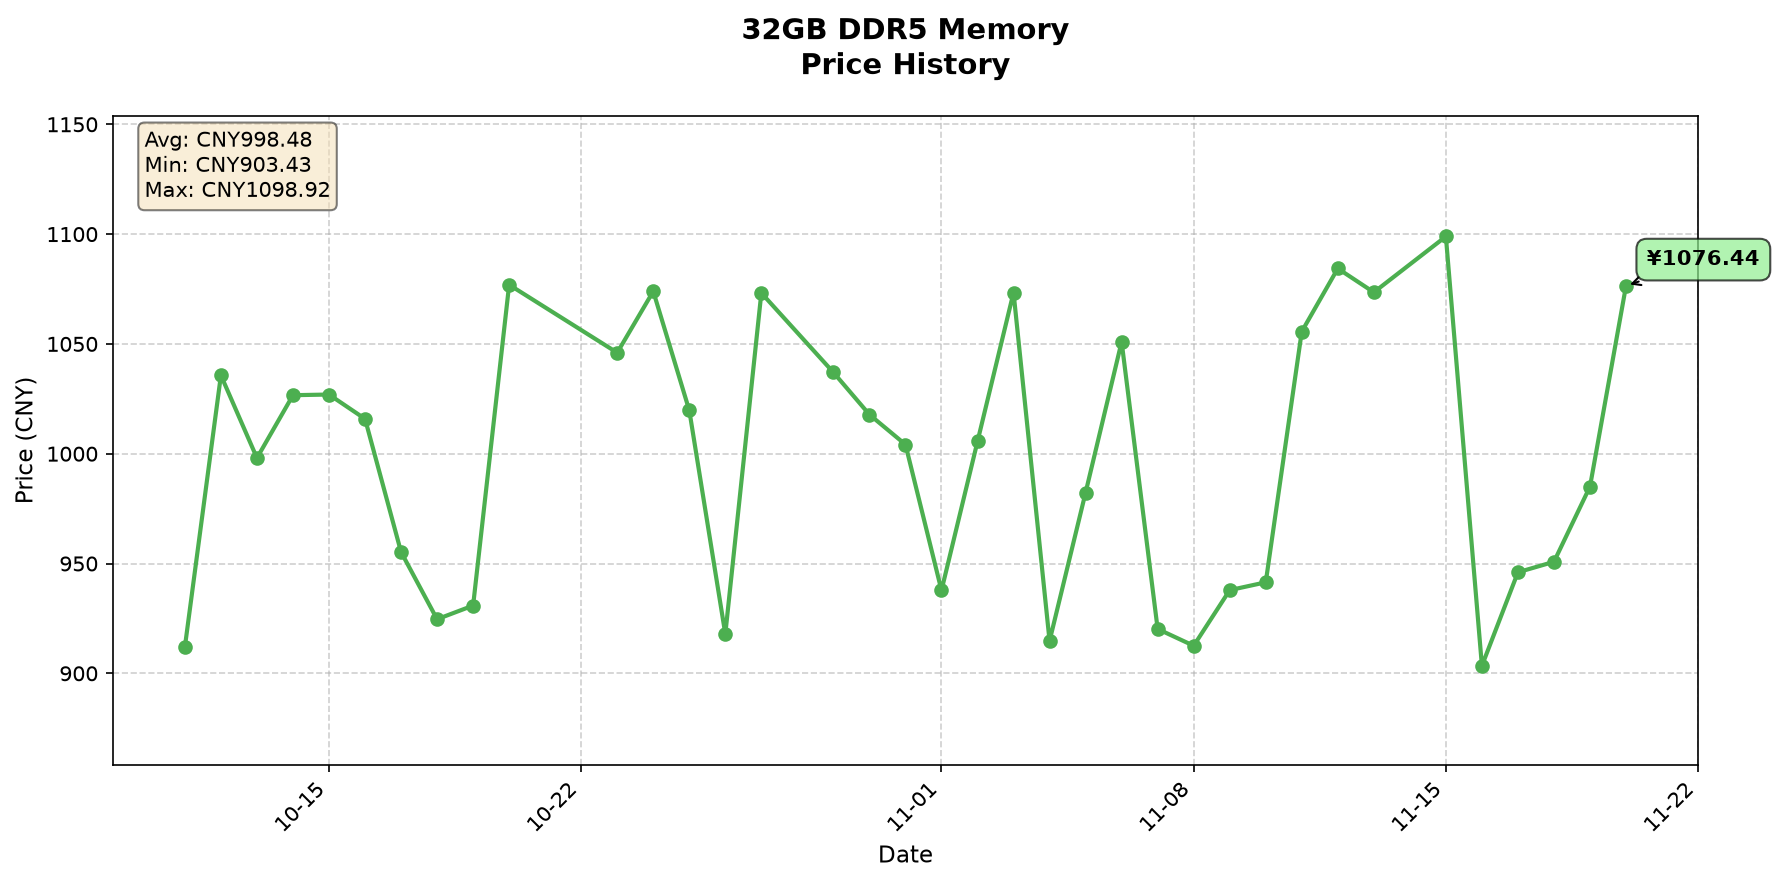 32GB DDR5 Memory
Price History
Avg: CNY998.48
Min: CNY903.43
Max: CNY1098.92
¥1076.44
1150
1100
1050
1000
950
900
Price (CNY)
10-15
10-22
11-01
11-08
11-15
11-22
Date